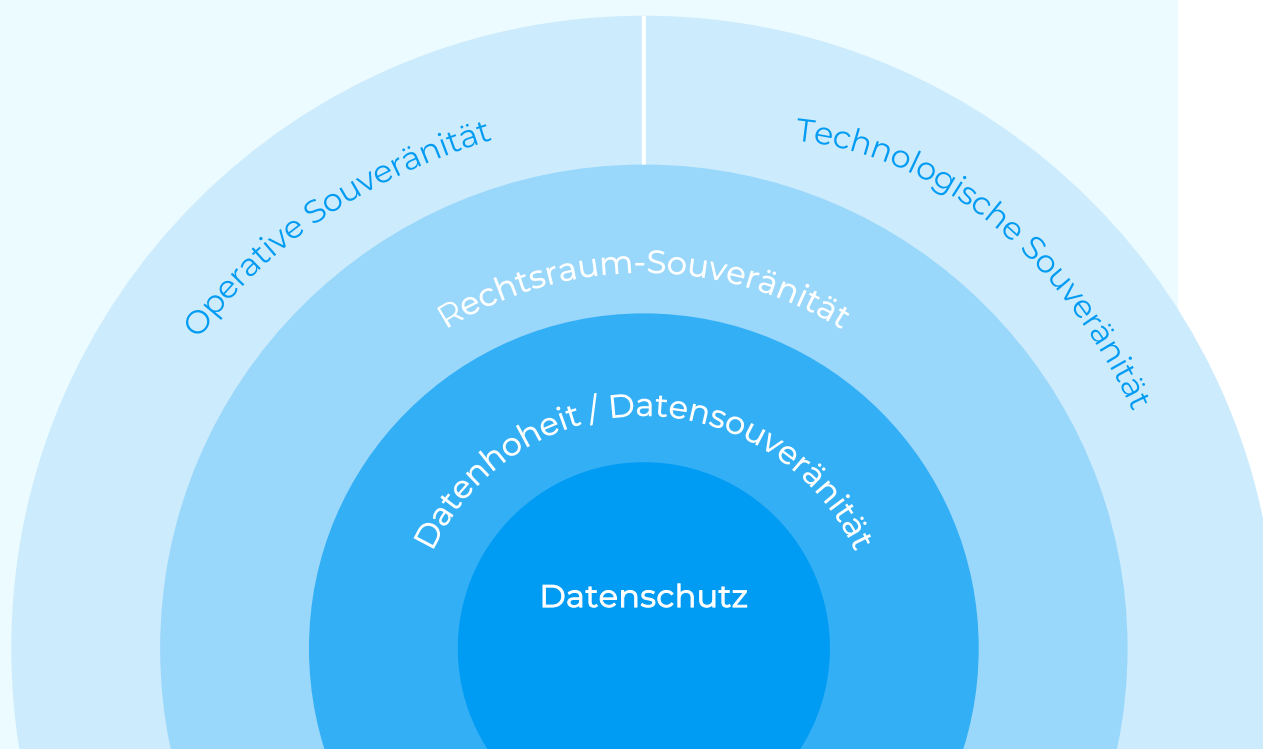 Operative Souveränität
Technologische Souveränität
Rechtsraum-Souveränität
Datenhoheit / Datensouveränität
Datenschutz